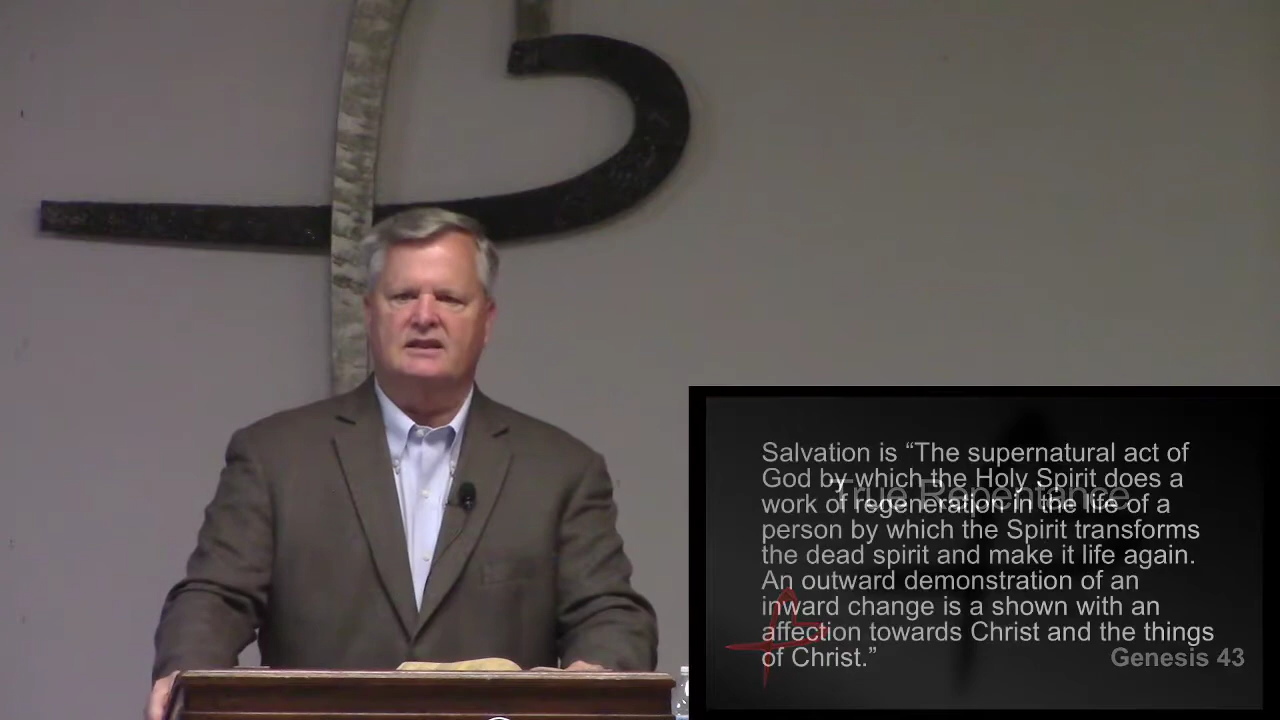 Salvation is “The supernatural act of
God by which the Holy Spirit does a
True Repentance
work of regeneration in the life of a
person by which the Spirit transforms
the dead spirit and make it life again.
An outward demonstration of an
inward change is a shown with an
affection towards Christ and the things
of Christ.”
Genesis 43